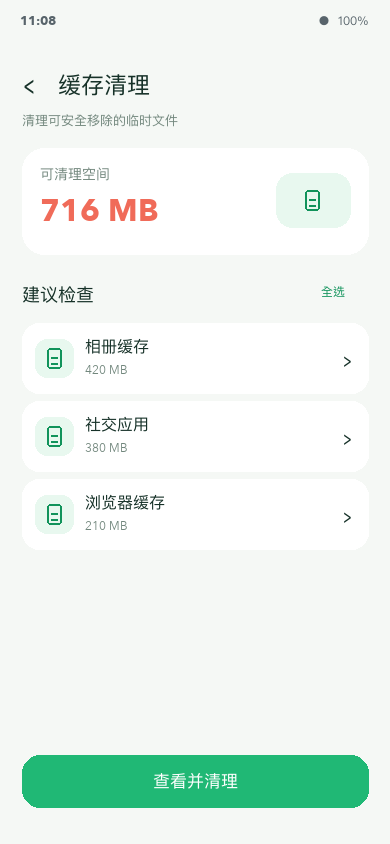 11:08
100%
缓存清理
清理可安全移除的临时文件
可清理空间
716 MB
建议检查
全选
相册缓存
420 MB
社交应用
380 MB
浏览器缓存
210 MB
查看并清理